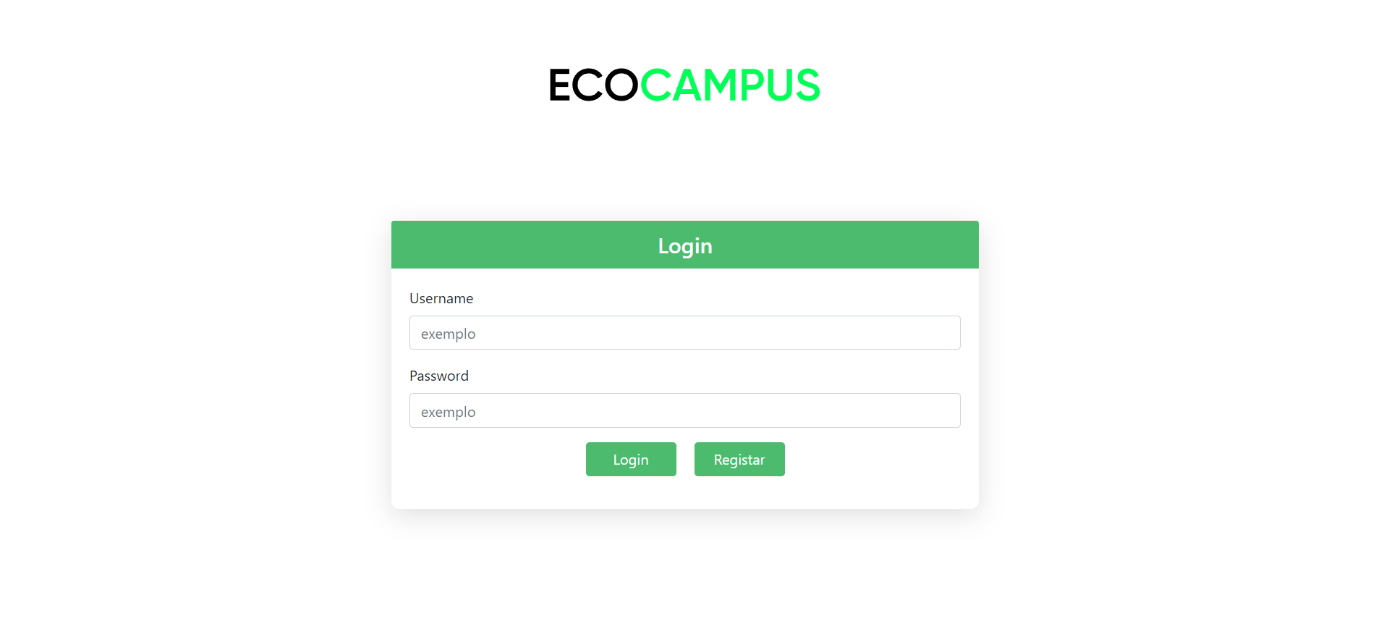 ECOCAMPUS
Login
Username
exemplo
Password
exemplo
Login Registar